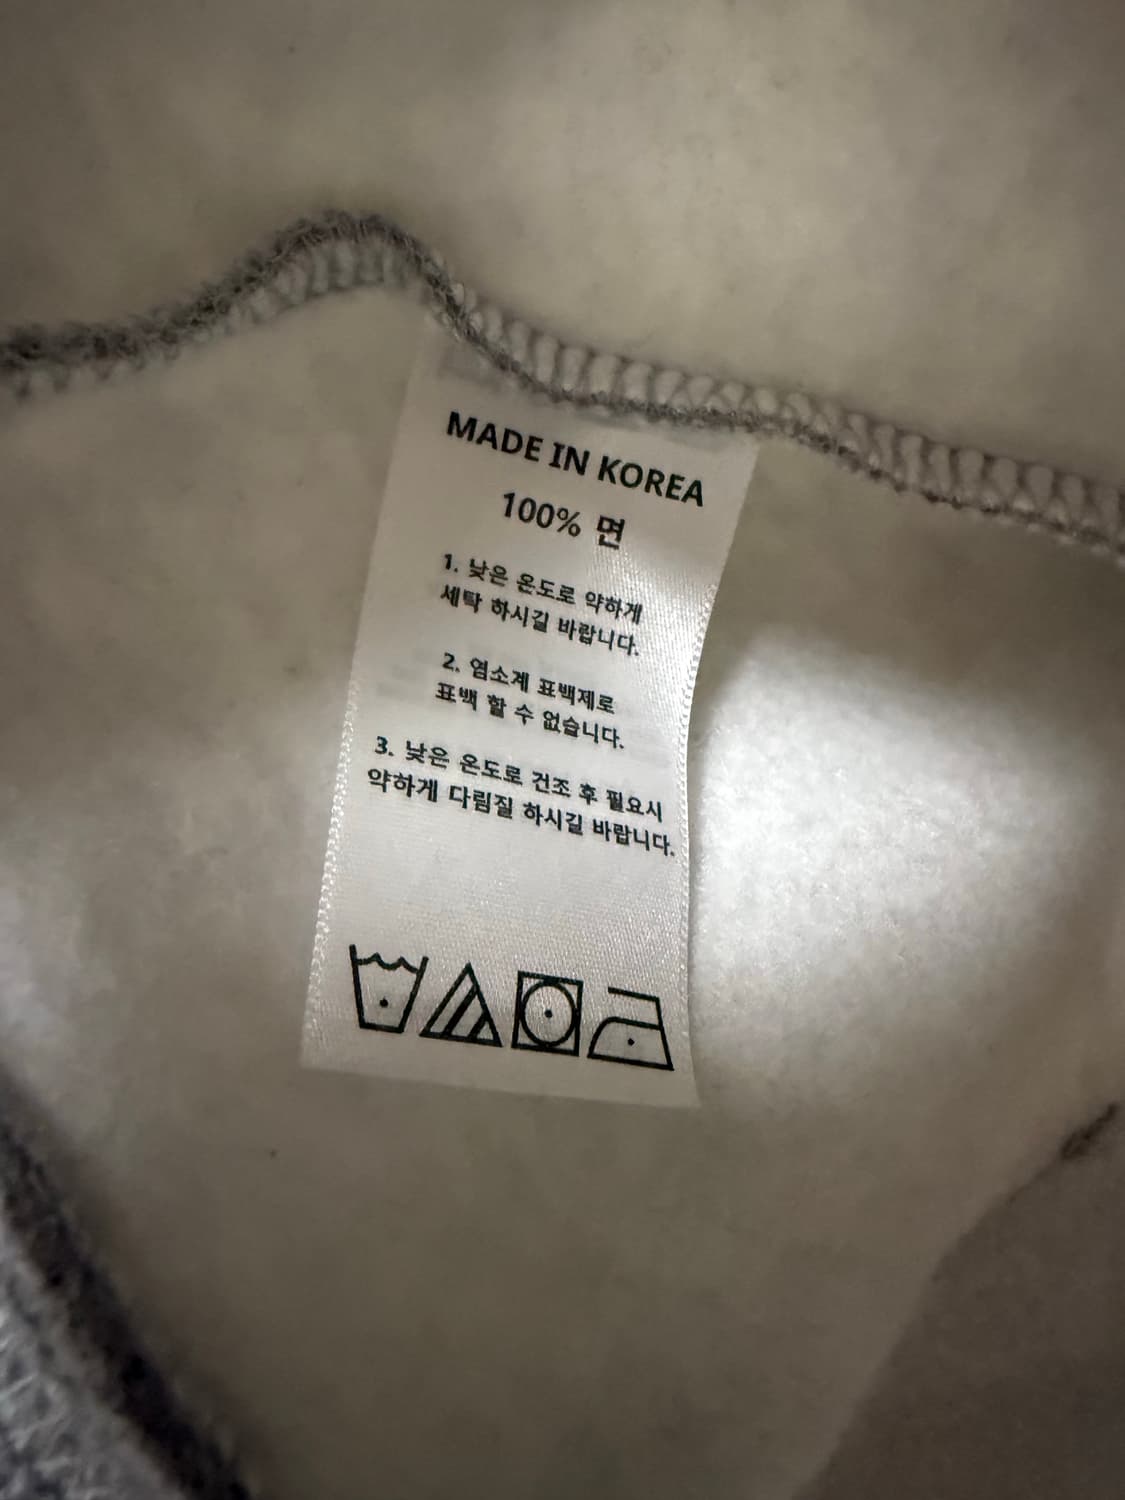 MADE IN KOREA
100% 면
1. 낮은 온도로 약하게
세탁 하시길 바랍니다.
2. 염소계 표백제로
표백 할 수 없습니다.
3. 낮은 온도로 건조 후 필요시
약하게 다림질 하시길 바랍니다.